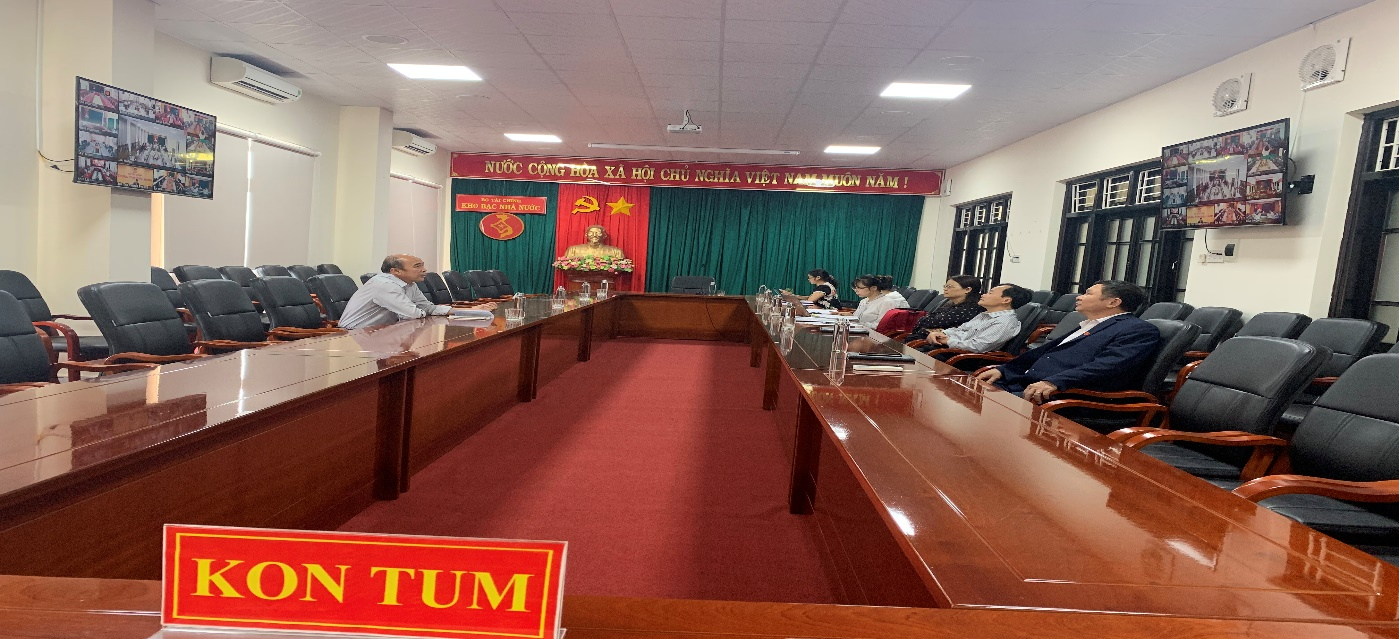 NƯỚC CỘNG HÒA XÃ HỘI CHỦ NGHĨA VIỆT NAM MUÔN NĂM !
BỘ TÀI CHÍNH
KHO BẠC NHÀ NƯỚC
KON TUM